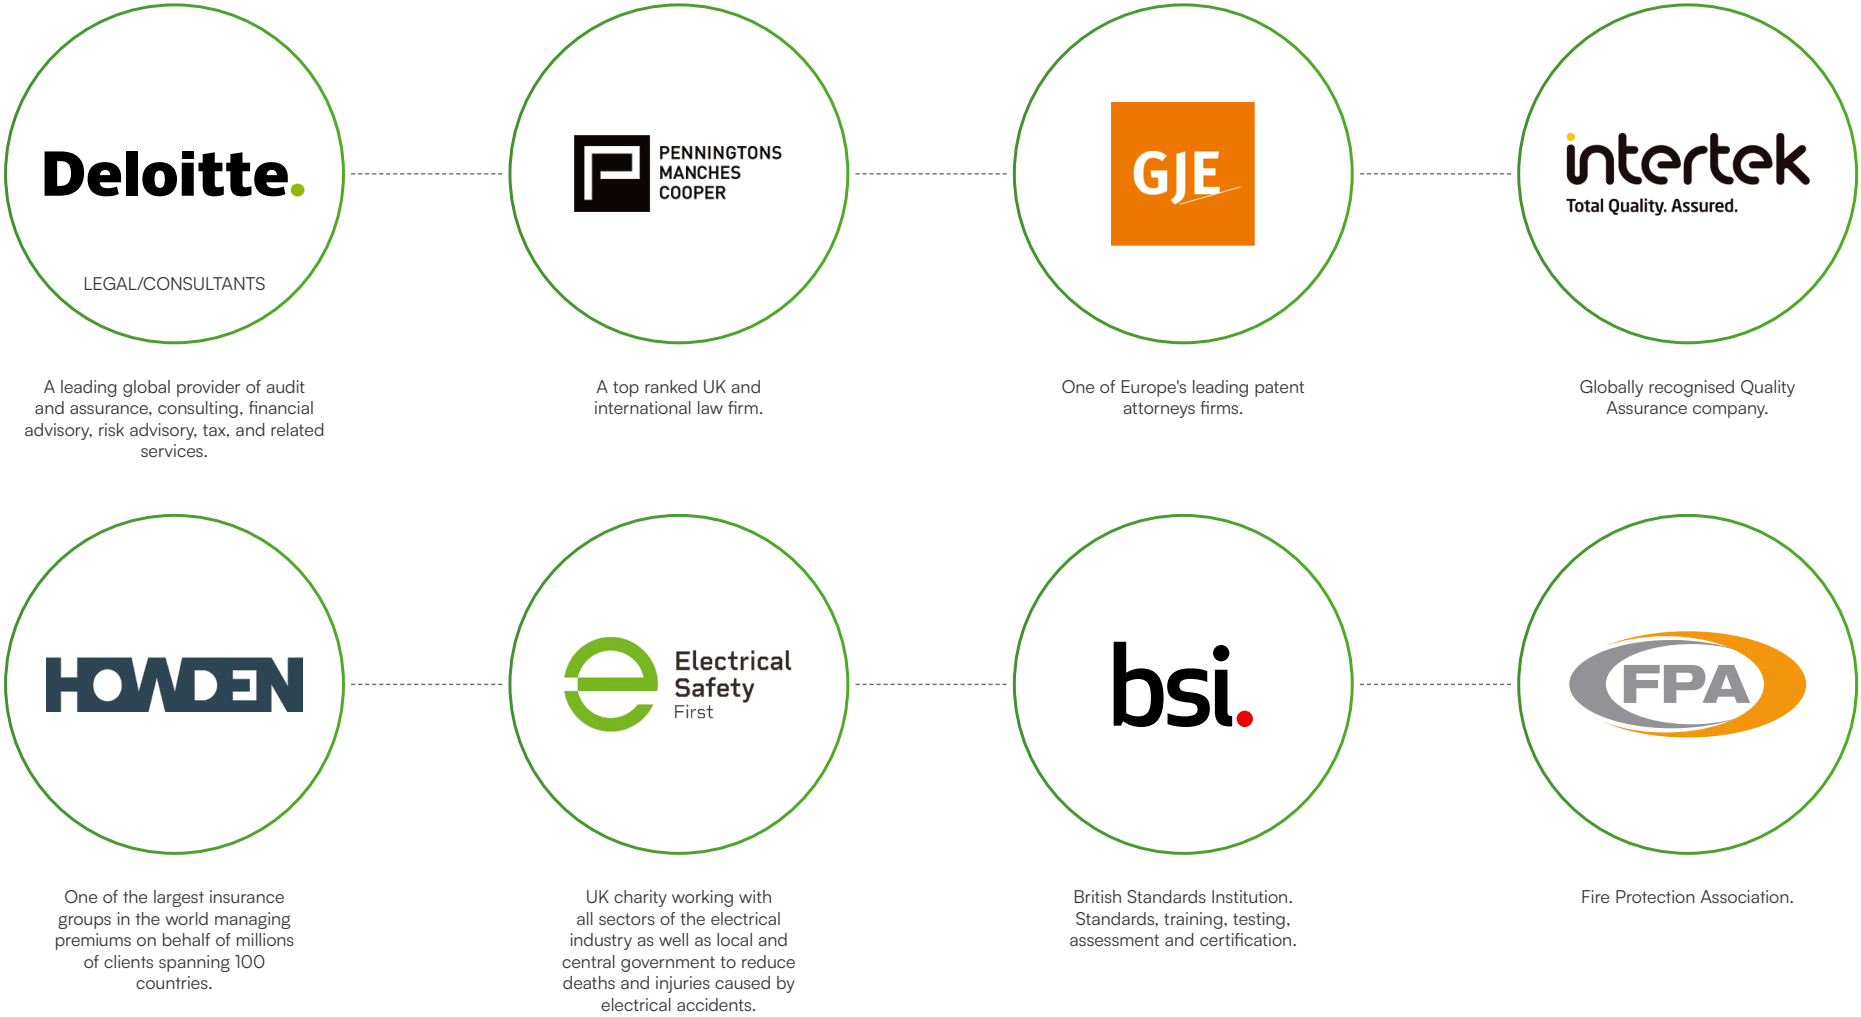 Deloitte.
LEGAL/CONSULTANTS
A leading global provider of audit
and assurance, consulting, financial
advisory, risk advisory, tax, and related
services.
PENNINGTONS
MANCHES
COOPER
A top ranked UK and
international law firm.
GJE
One of Europe's leading patent
attorneys firms.
intertek
Total Quality. Assured.
Globally recognised Quality
Assurance company.
HOWDEN
One of the largest insurance
groups in the world managing
premiums on behalf of millions
of clients spanning 100
countries.
e
Electrical
Safety
First
UK charity working with
all sectors of the electrical
industry as well as local and
central government to reduce
deaths and injuries caused by
electrical accidents.
bsi.
British Standards Institution.
Standards, training, testing,
assessment and certification.
FPA
Fire Protection Association.